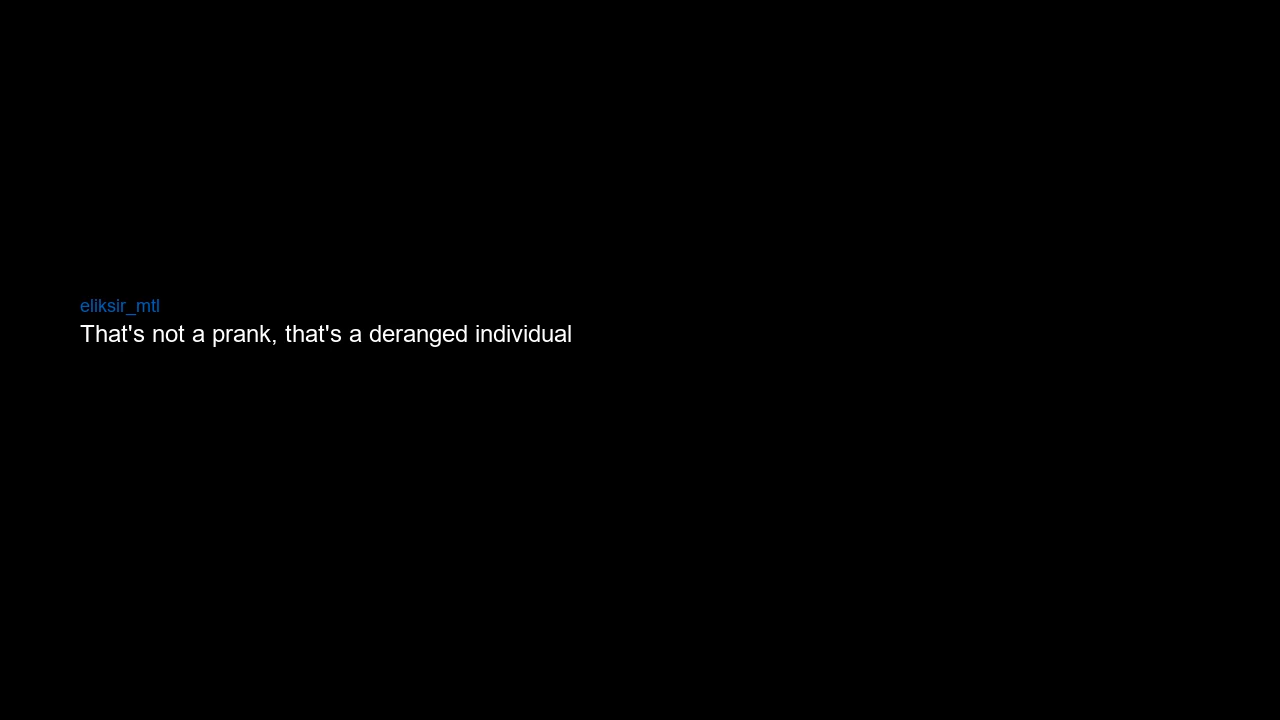 eliksir_mtl
That's not a prank, that's a deranged individual